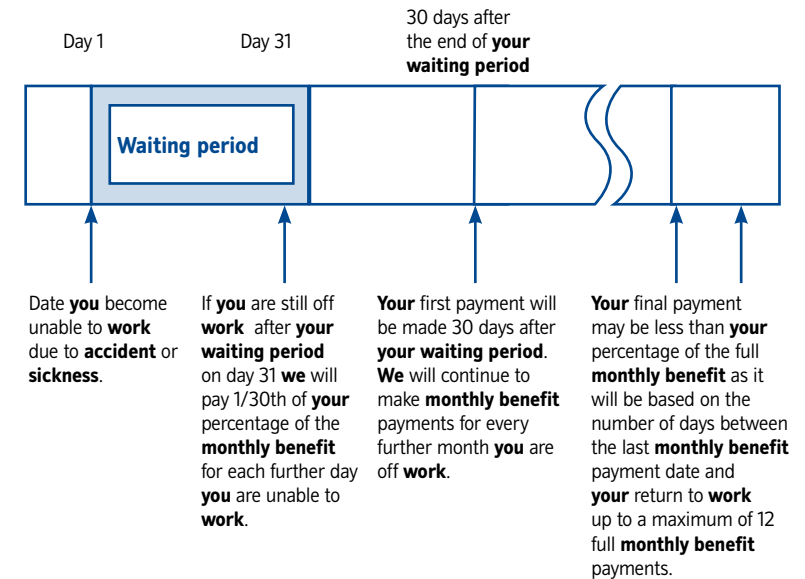 Day 1
Day 31
30 days after
the end of your
waiting period
Waiting period
Date you become
unable to work
due to accident or
sickness.
If you are still off
work after your
waiting period
on day 31 we will
pay 1/30th of your
percentage of the
monthly benefit
for each further day
you are unable to
work.
Your first payment will
be made 30 days after
your waiting period.
We will continue to
make monthly benefit
payments for every
further month you are
off work.
Your final payment
may be less than your
percentage of the full
monthly benefit as it
will be based on the
number of days between
the last monthly benefit
payment date and
your return to work
up to a maximum of 12
full monthly benefit
payments.